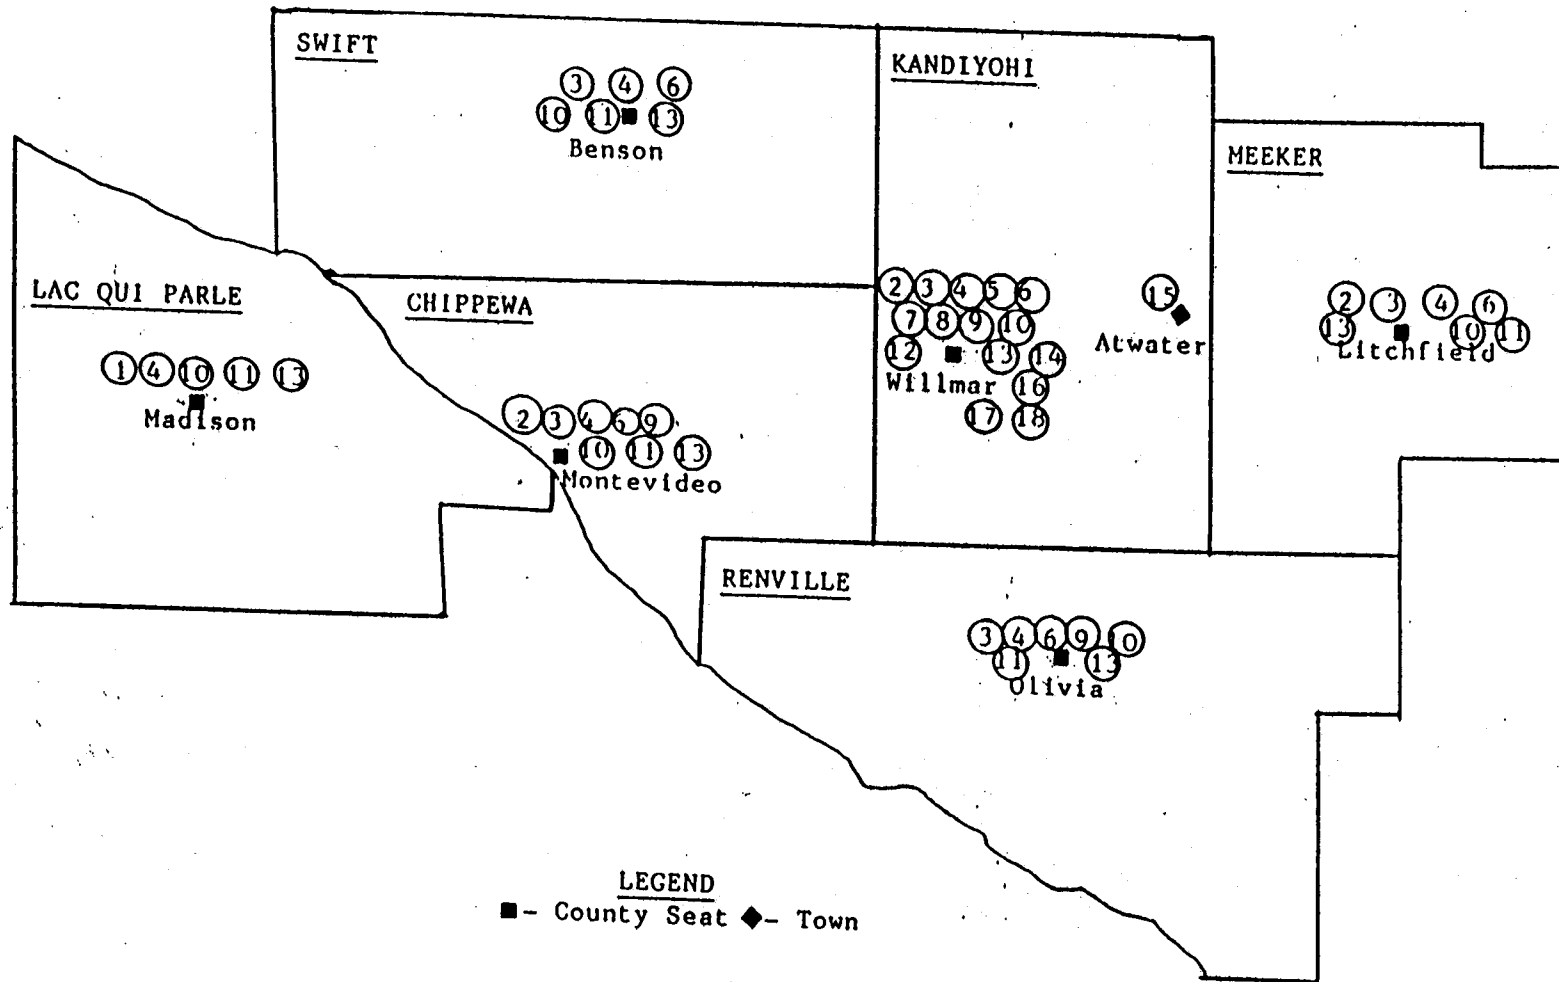 SWIFT
3 4 6
10 11 13
Benson
KANDIYOHI
2 3 4 5 6
7 8 9 10
12 13 14
Willmar
16
17 18
15
Atwater
MEEKER
2 3 4 6
13 10 11
Litchfield
LAC QUI PARLE
1 4 10 11 13
Madison
CHIPPEWA
2 3 4 6 9
10 11 13
Montevideo
RENVILLE
3 4 6 9 10
11 13
Olivia
LEGEND
■- County Seat ◆- Town